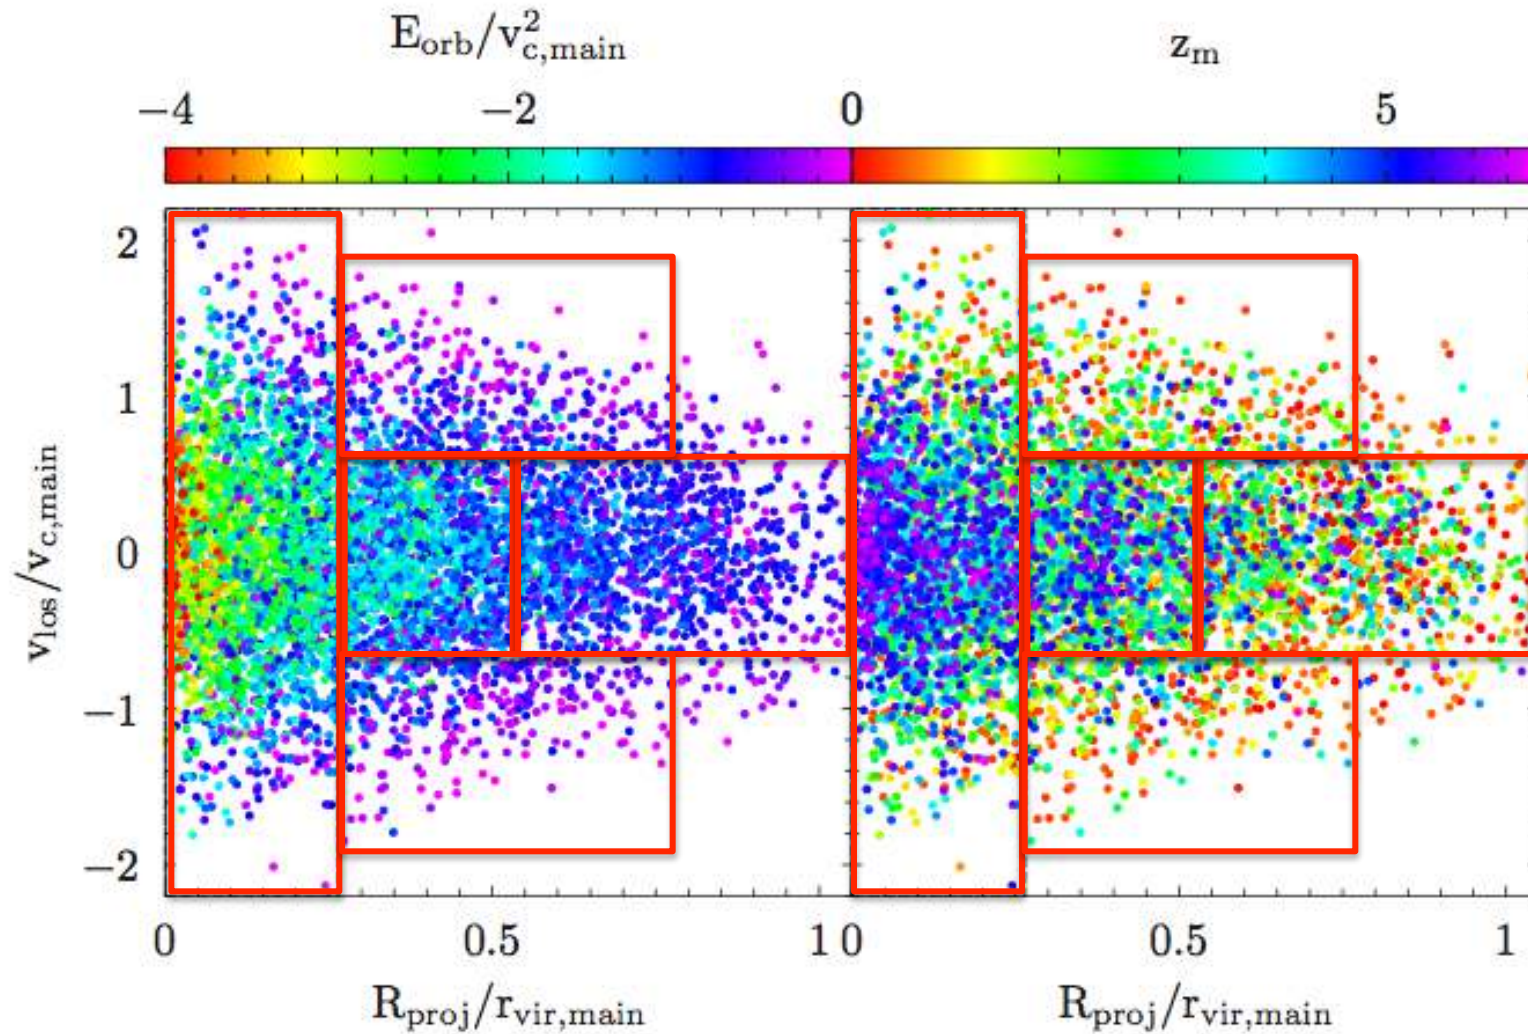 E_orb/v²_c,main z_m
−4 −2 0 5
2
1
0
−1
−2
v_los/v_c,main
0 0.5 1 0 0.5 1
R_proj/r_vir,main R_proj/r_vir,main